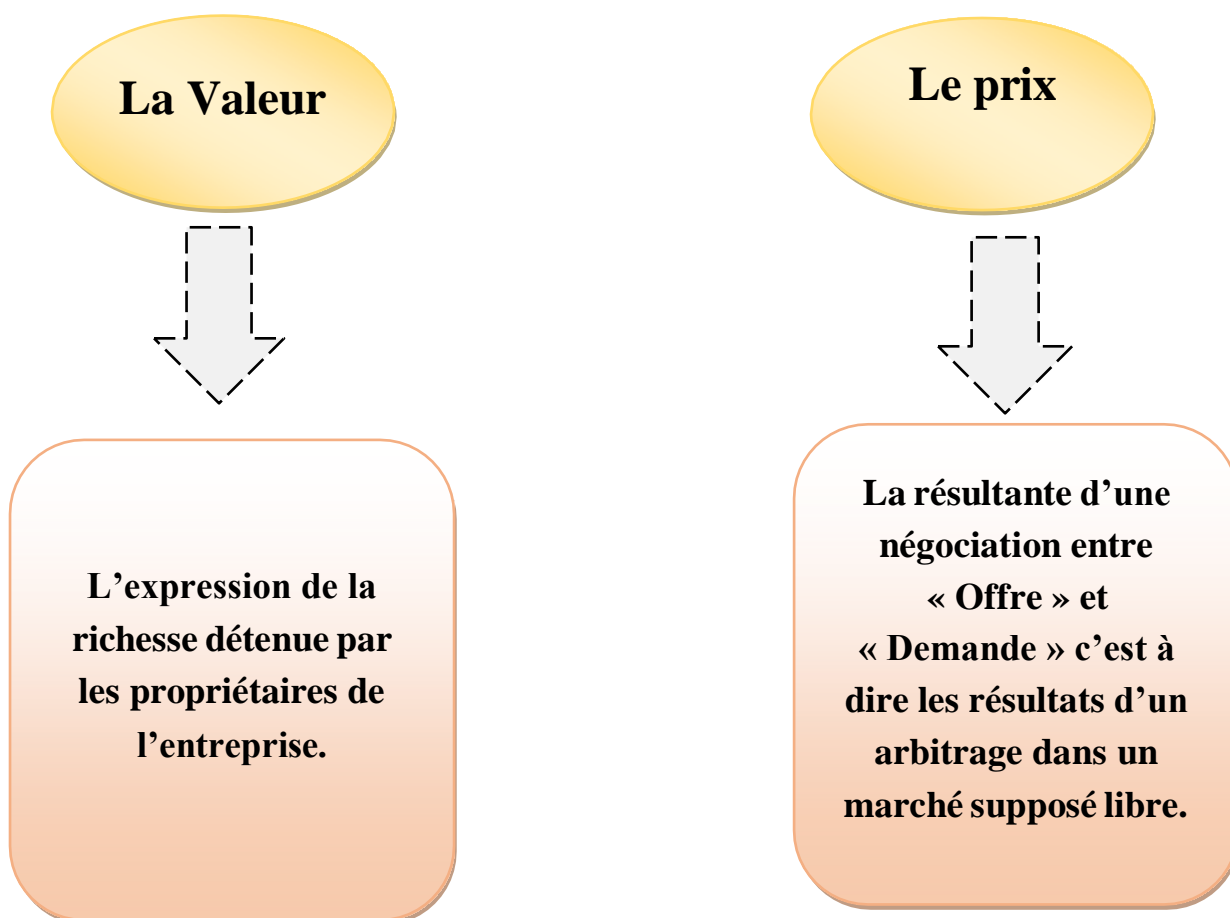 La Valeur
L’expression de la
richesse détenue par
les propriétaires de
l’entreprise.
Le prix
La résultante d’une
négociation entre
« Offre » et
« Demande » c’est à
dire les résultats d’un
arbitrage dans un
marché supposé libre.